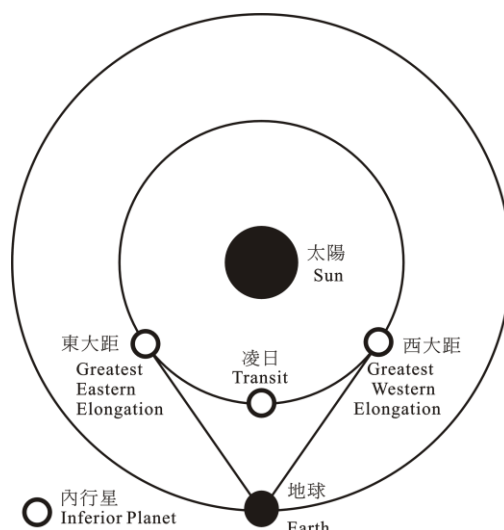 太陽
Sun
東大距
Greatest
Eastern
Elongation
凌日
Transit
西大距
Greatest
Western
Elongation
地球
Earth
內行星
Inferior Planet